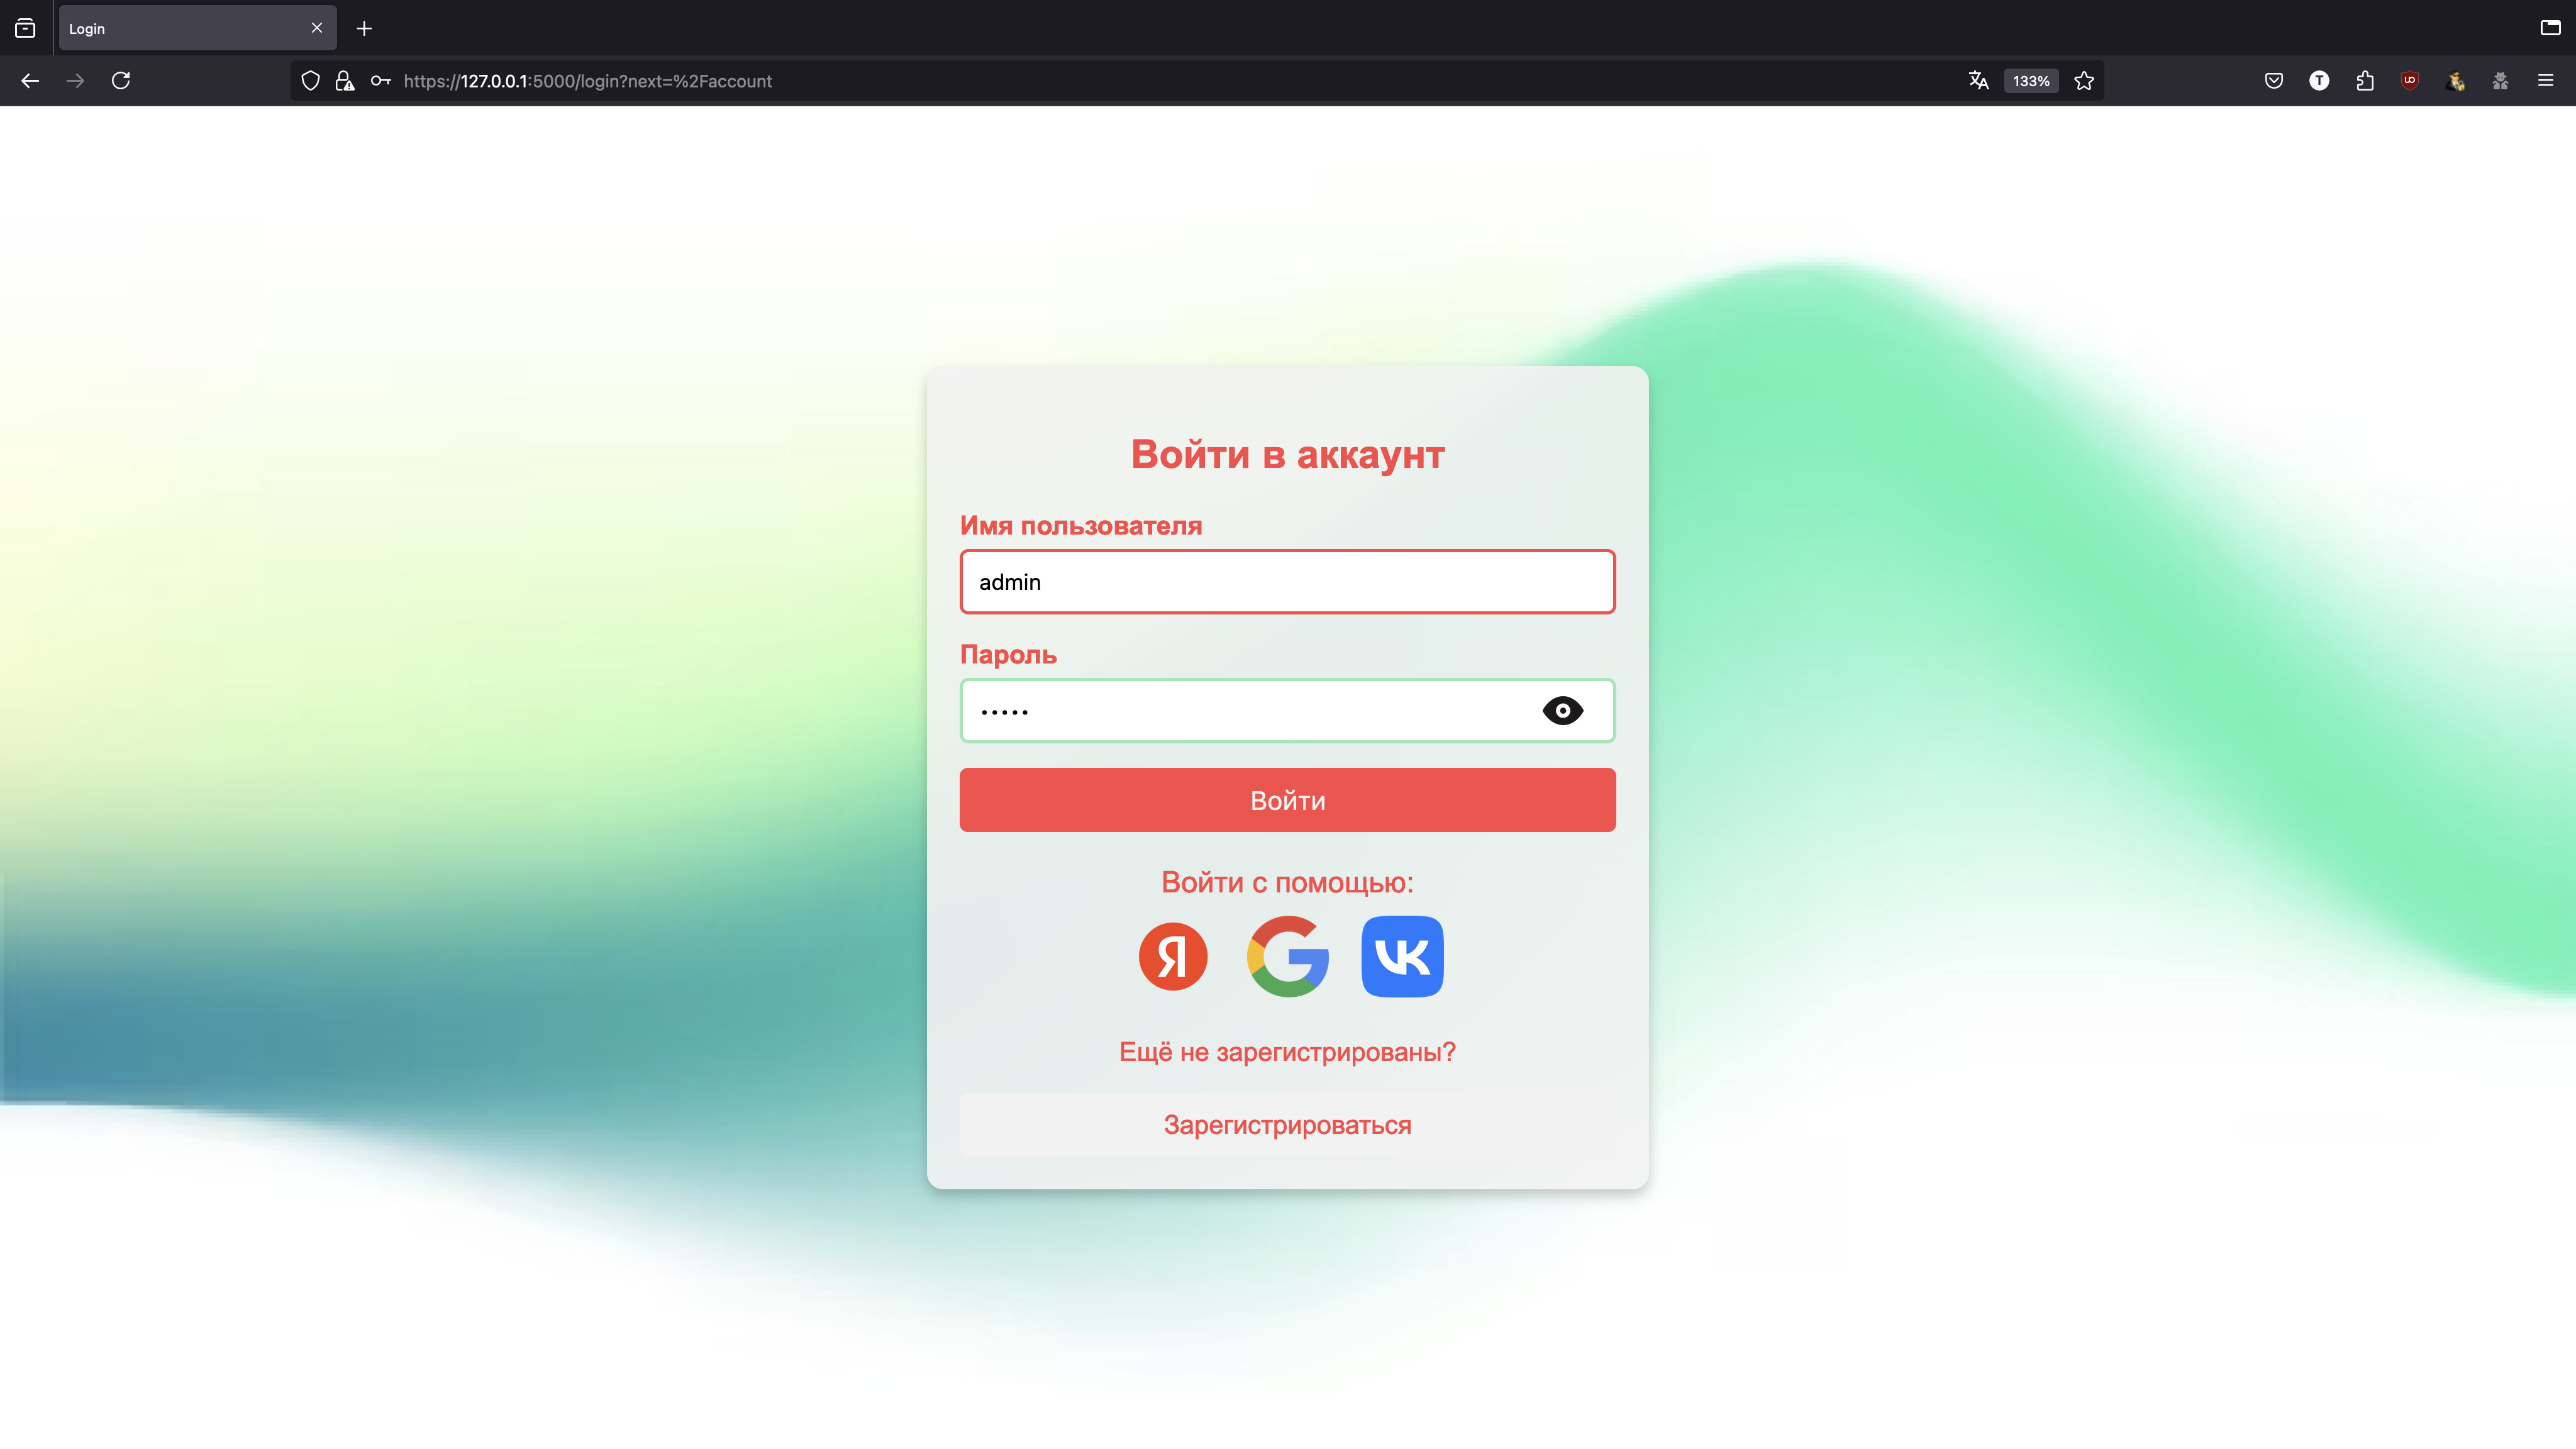 Login
https://127.0.0.1:5000/login?next=%2Faccount
133%
T
Войти в аккаунт
Имя пользователя
admin
Пароль
•••••
Войти
Войти с помощью:
Я G VK
Ещё не зарегистрированы?
Зарегистрироваться